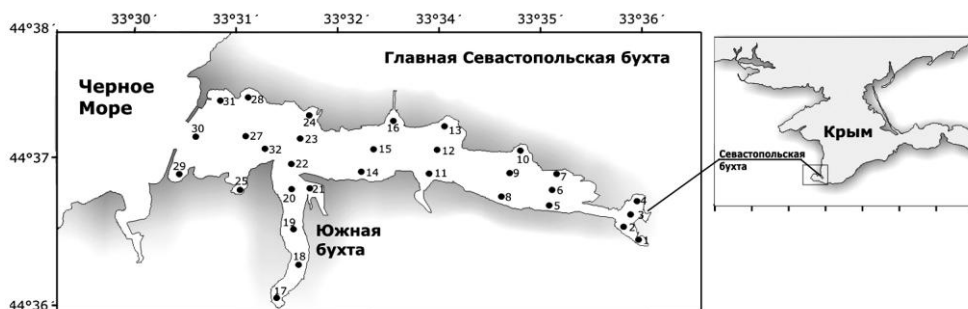 33°30' 33°31' 33°32' 33°34' 33°35' 33°36'
44°38'
Главная Севастопольская бухта
Черное
Море
31 28
24
16
13
30 27 23
32 15 12 10
Крым
44°37'
Севастопольская
бухта
29 22 14 11 9 7
25 20 21 8 6
5 4
3
19 Южная
бухта
2 1
18
17
44°36'